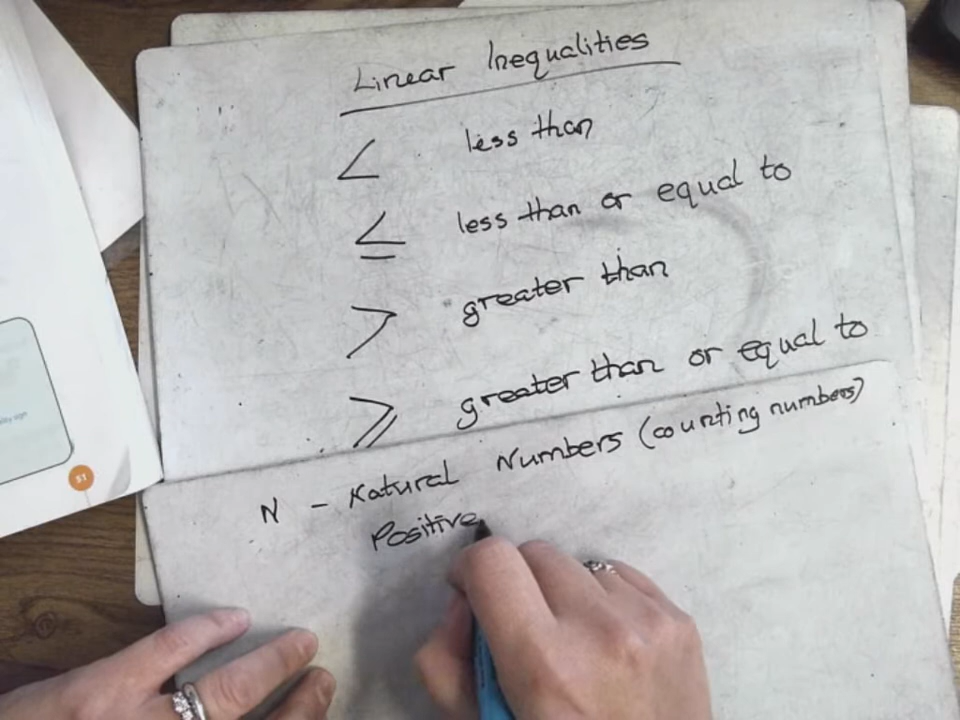 Linear Inequalities
< less than
≤ less than or equal to
> greater than
≥ greater than or equal to
N - Natural Numbers (counting numbers)
Positive
51